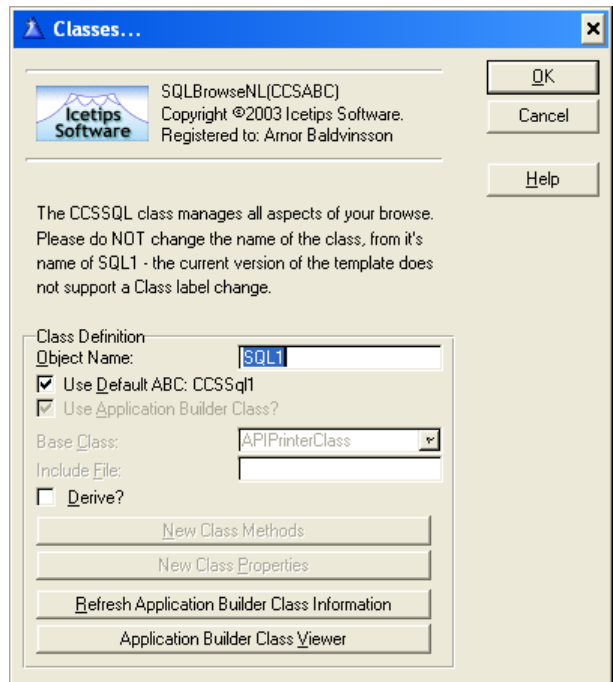 Classes...
SQLBrowseNL(CCSABC)
Copyright ©2003 Icetips Software.
Registered to: Arnor Baldvinsson
Icetips
Software
OK
Cancel
Help
The CCSSQL class manages all aspects of your browse.
Please do NOT change the name of the class, from it's
name of SQL1 - the current version of the template does
not support a Class label change.
Class Definition
Object Name: SQL1
Use Default ABC: CCSSql1
Use Application Builder Class?
Base Class: APIPrinterClass
Include File:
Derive?
New Class Methods
New Class Properties
Refresh Application Builder Class Information
Application Builder Class Viewer